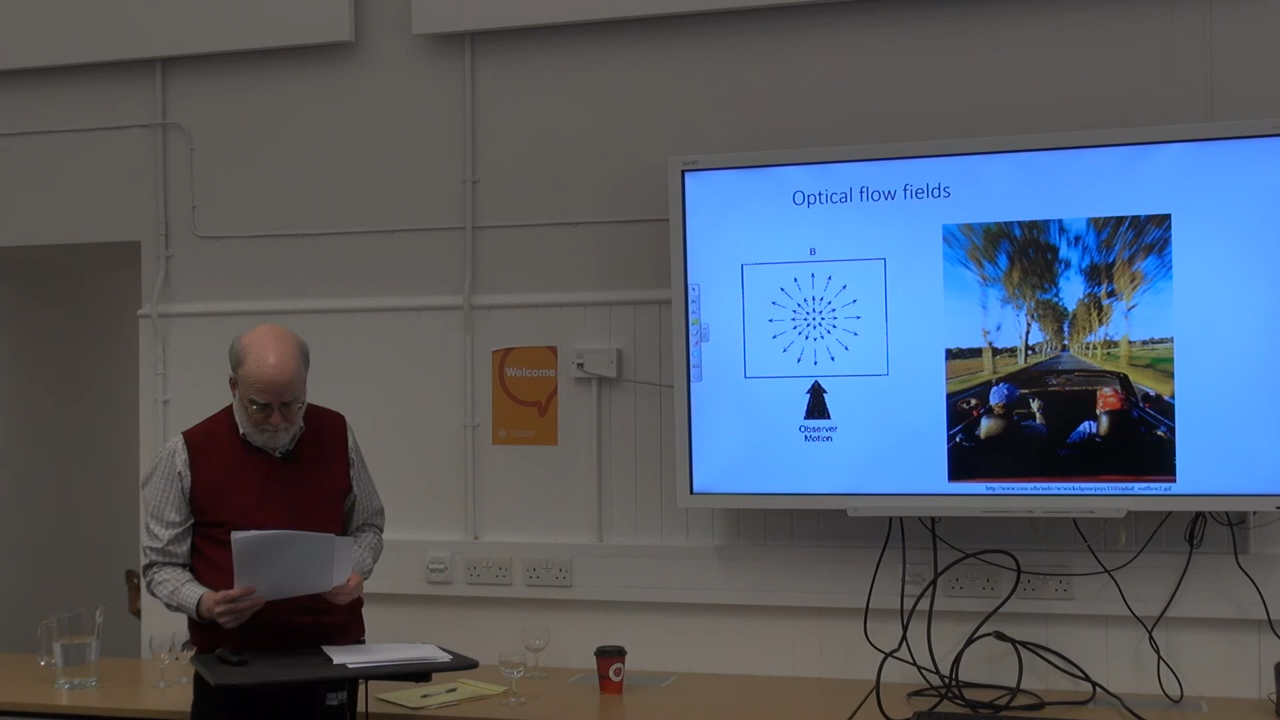 Optical flow fields
B
Observer
Motion
Welcome